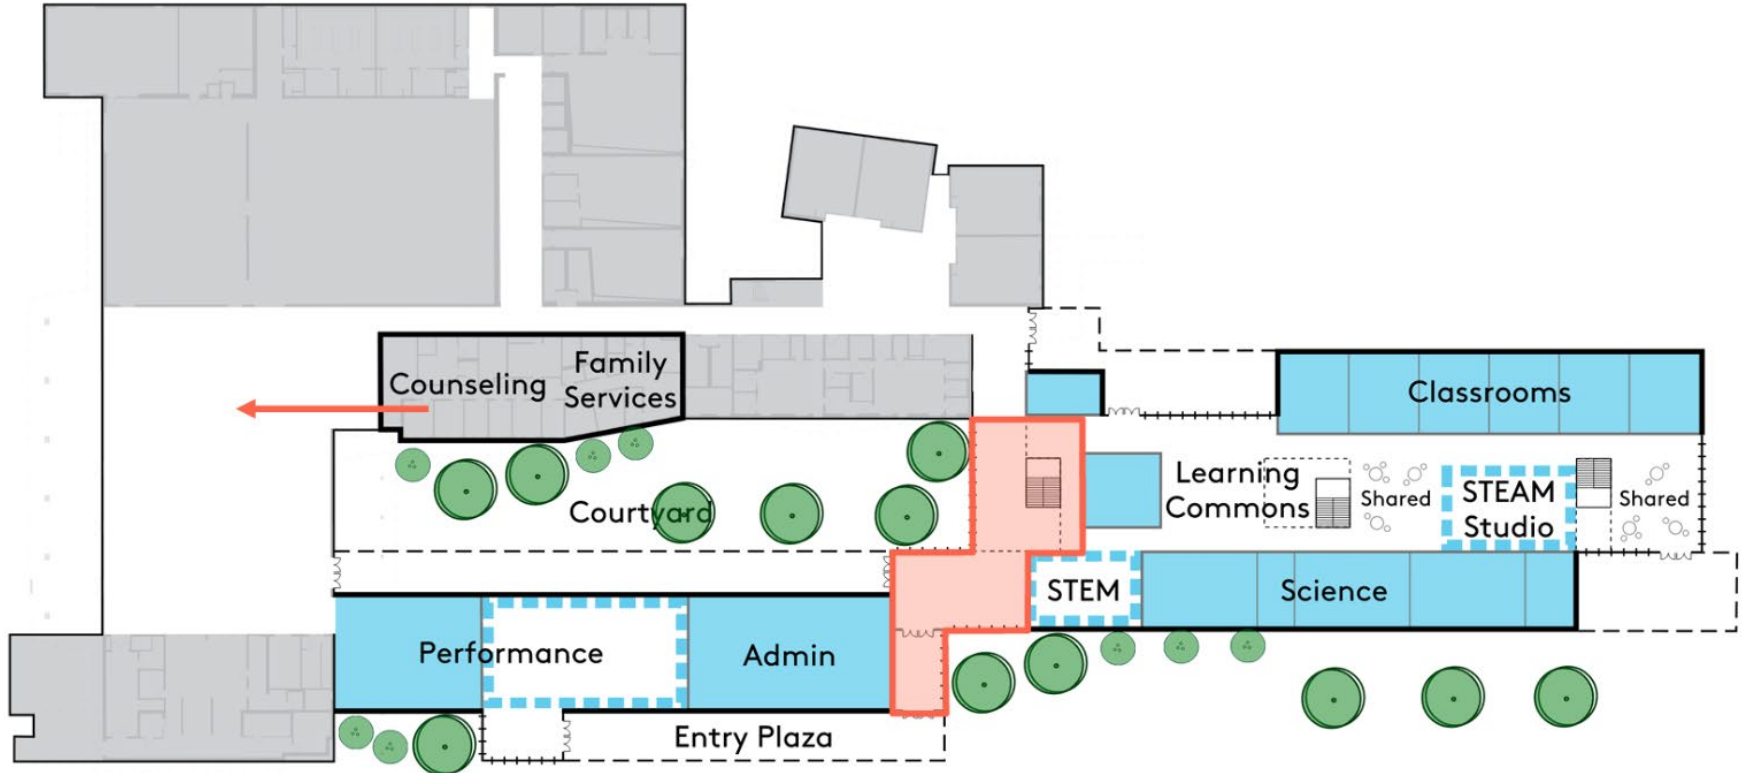 Family
Counseling
Services
Classrooms
Learning
Commons
Shared
STEAM
Studio
Shared
Courtyard
STEM
Science
Performance
Admin
Entry Plaza